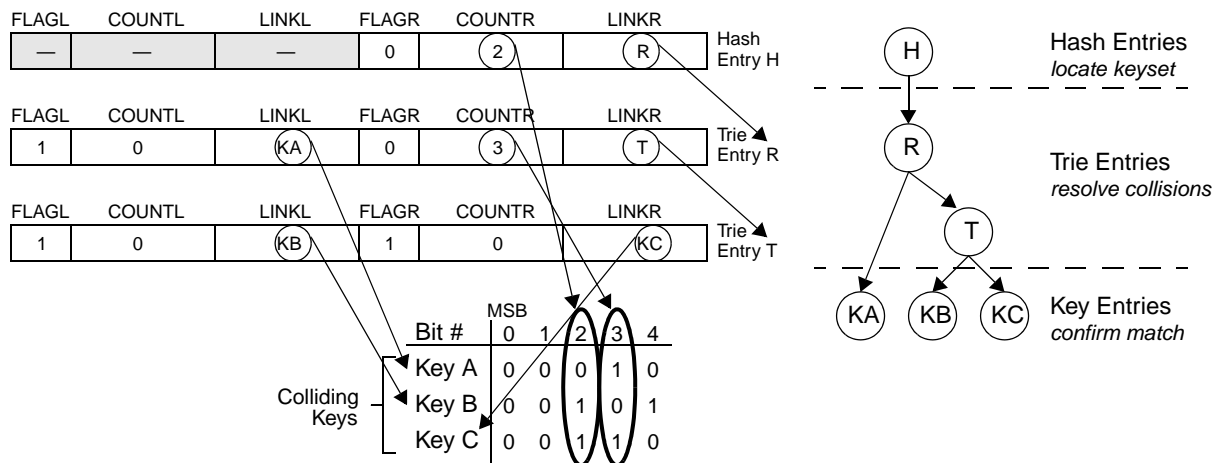 FLAGL COUNTL LINKL FLAGR COUNTR LINKR
— — — 0 2 R
Hash
Entry H
FLAGL COUNTL LINKL FLAGR COUNTR LINKR
1 0 KA 0 3 T
Trie
Entry R
FLAGL COUNTL LINKL FLAGR COUNTR LINKR
1 0 KB 1 0 KC
Trie
Entry T
MSB
Bit # 0 1 2 3 4
Key A 0 0 0 1 0
Key B 0 0 1 0 1
Key C 0 0 1 1 0
Colliding
Keys
H
Hash Entries
locate keyset
R
Trie Entries
resolve collisions
T
KA KB KC
Key Entries
confirm match